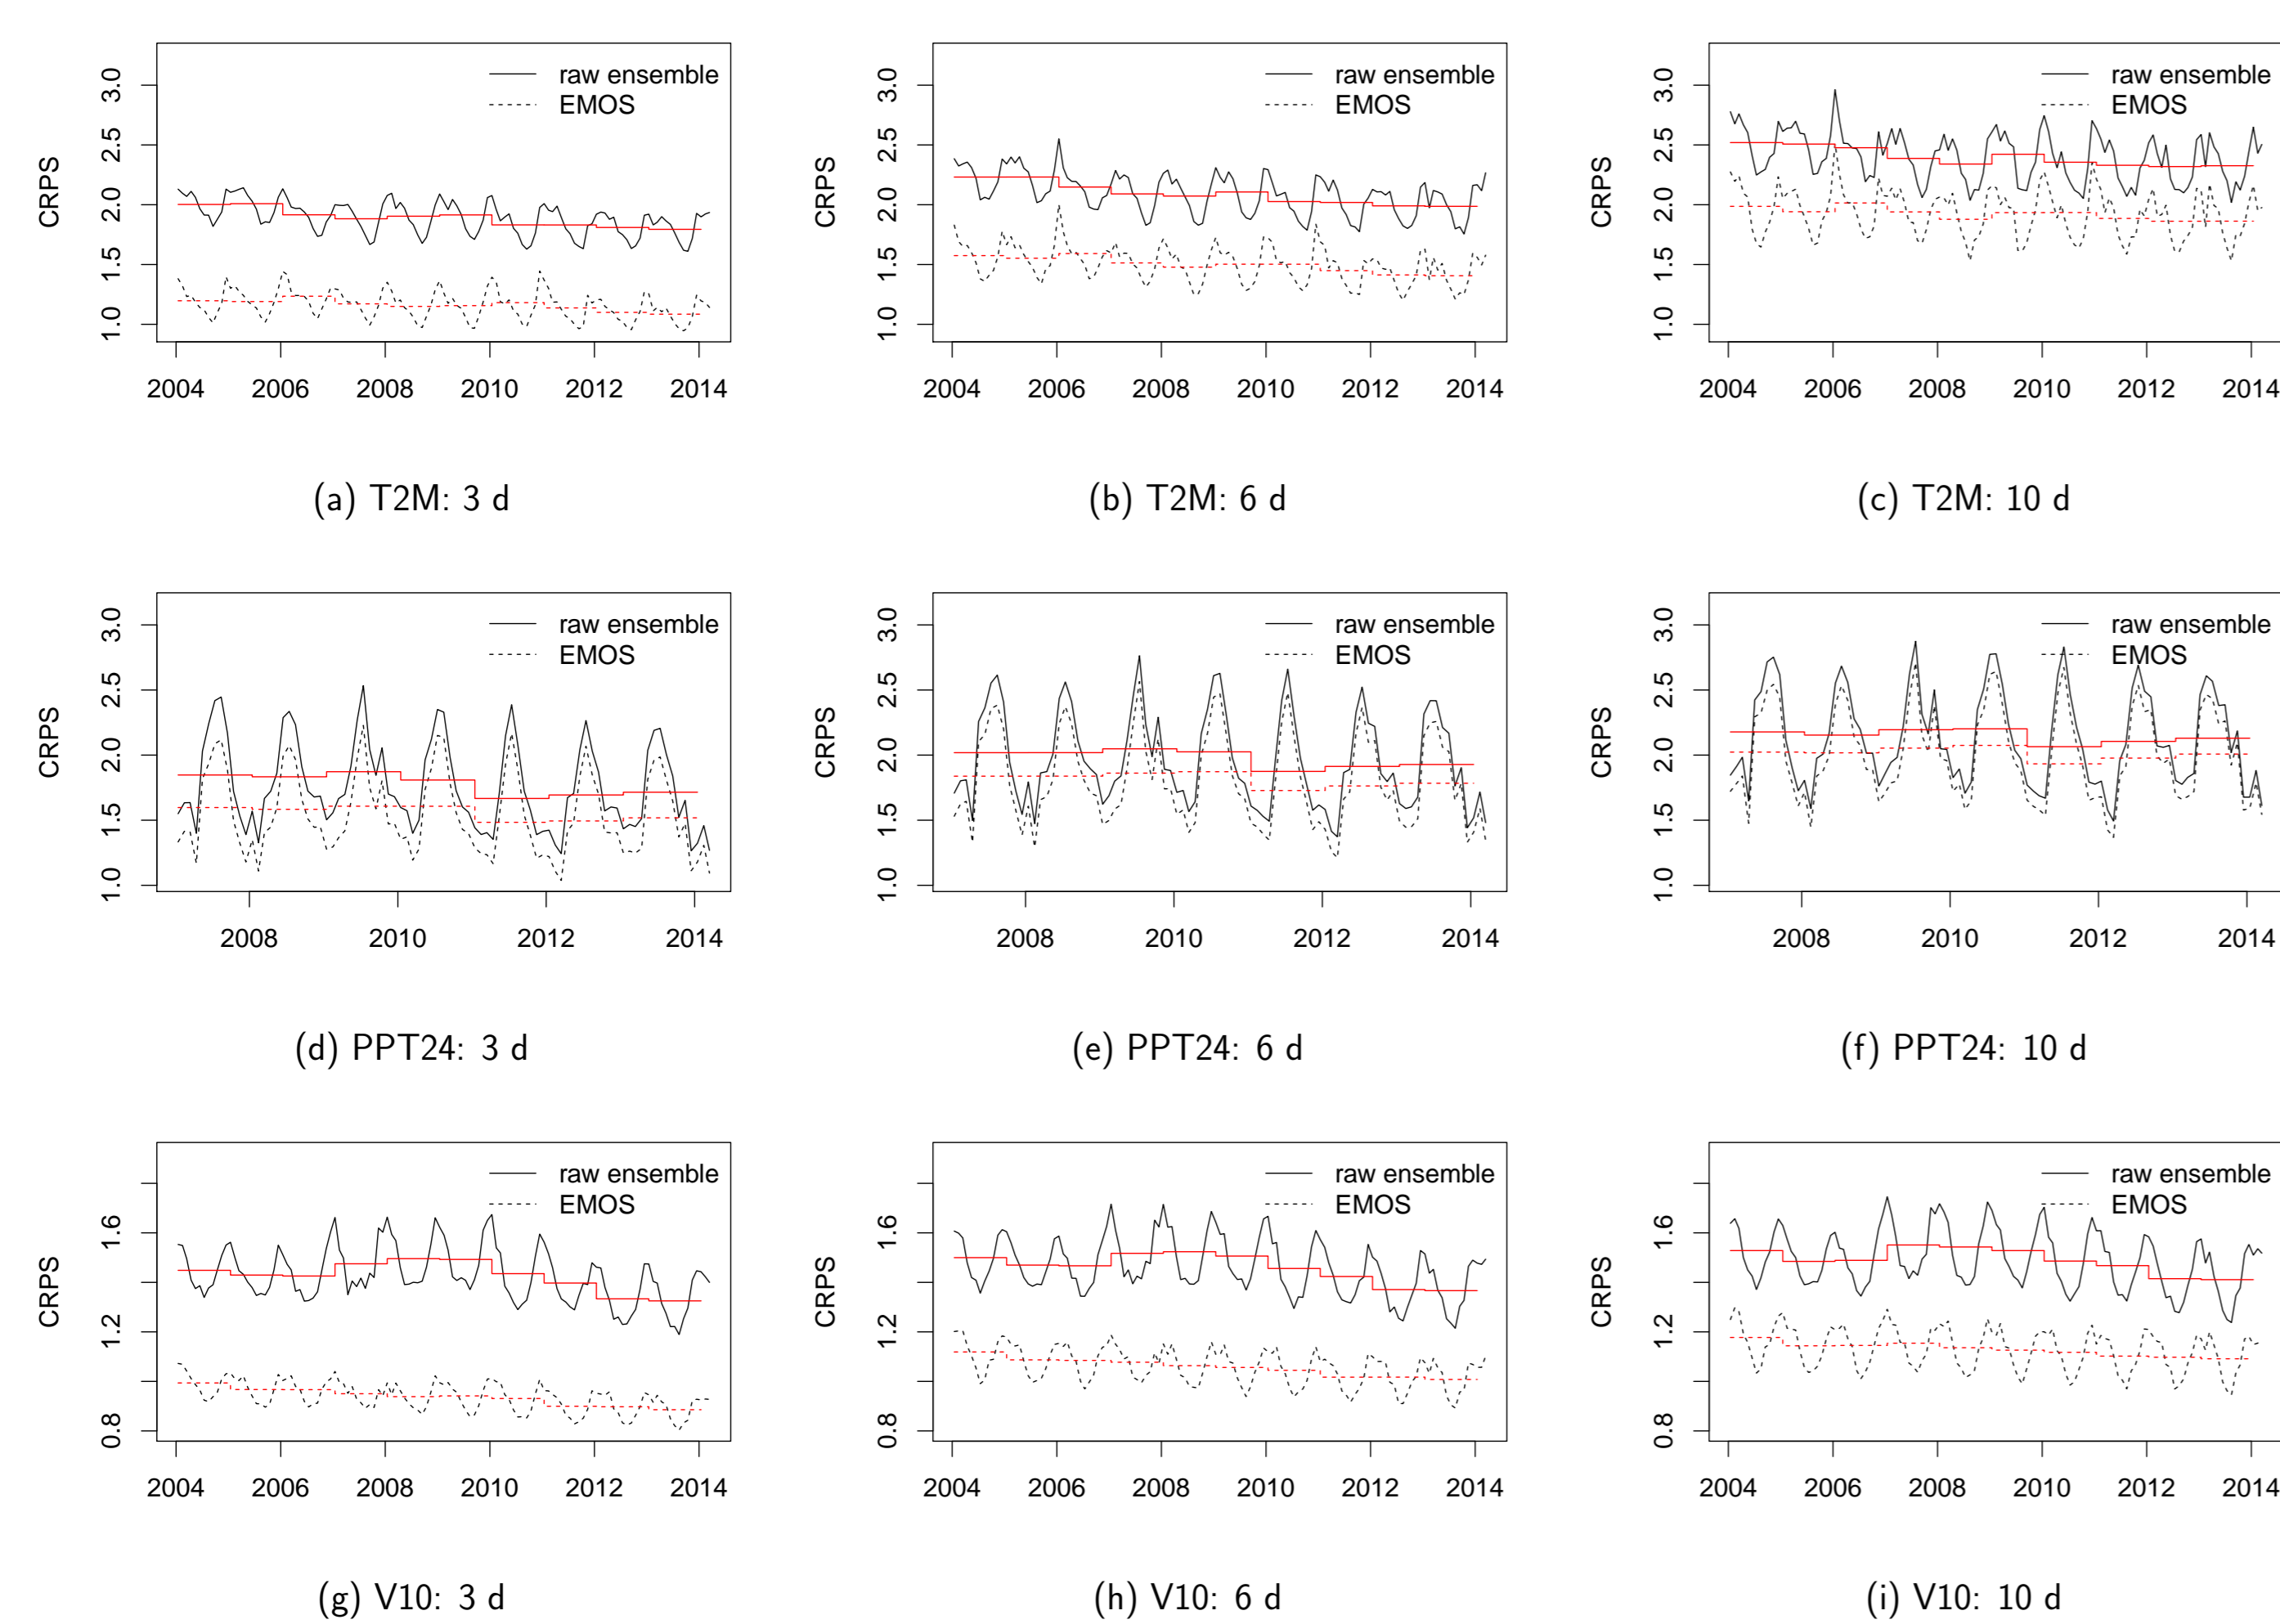 raw ensemble
EMOS
CRPS
1.0 1.5 2.0 2.5 3.0
2004 2006 2008 2010 2012 2014
(a) T2M: 3 d
raw ensemble
EMOS
CRPS
1.0 1.5 2.0 2.5 3.0
2004 2006 2008 2010 2012 2014
(b) T2M: 6 d
raw ensemble
EMOS
CRPS
1.0 1.5 2.0 2.5 3.0
2004 2006 2008 2010 2012 2014
(c) T2M: 10 d
raw ensemble
EMOS
CRPS
1.0 1.5 2.0 2.5 3.0
2008 2010 2012 2014
(d) PPT24: 3 d
raw ensemble
EMOS
CRPS
1.0 1.5 2.0 2.5 3.0
2008 2010 2012 2014
(e) PPT24: 6 d
raw ensemble
EMOS
CRPS
1.0 1.5 2.0 2.5 3.0
2008 2010 2012 2014
(f) PPT24: 10 d
raw ensemble
EMOS
CRPS
0.8 1.2 1.6
2004 2006 2008 2010 2012 2014
(g) V10: 3 d
raw ensemble
EMOS
CRPS
0.8 1.2 1.6
2004 2006 2008 2010 2012 2014
(h) V10: 6 d
raw ensemble
EMOS
CRPS
0.8 1.2 1.6
2004 2006 2008 2010 2012 2014
(i) V10: 10 d